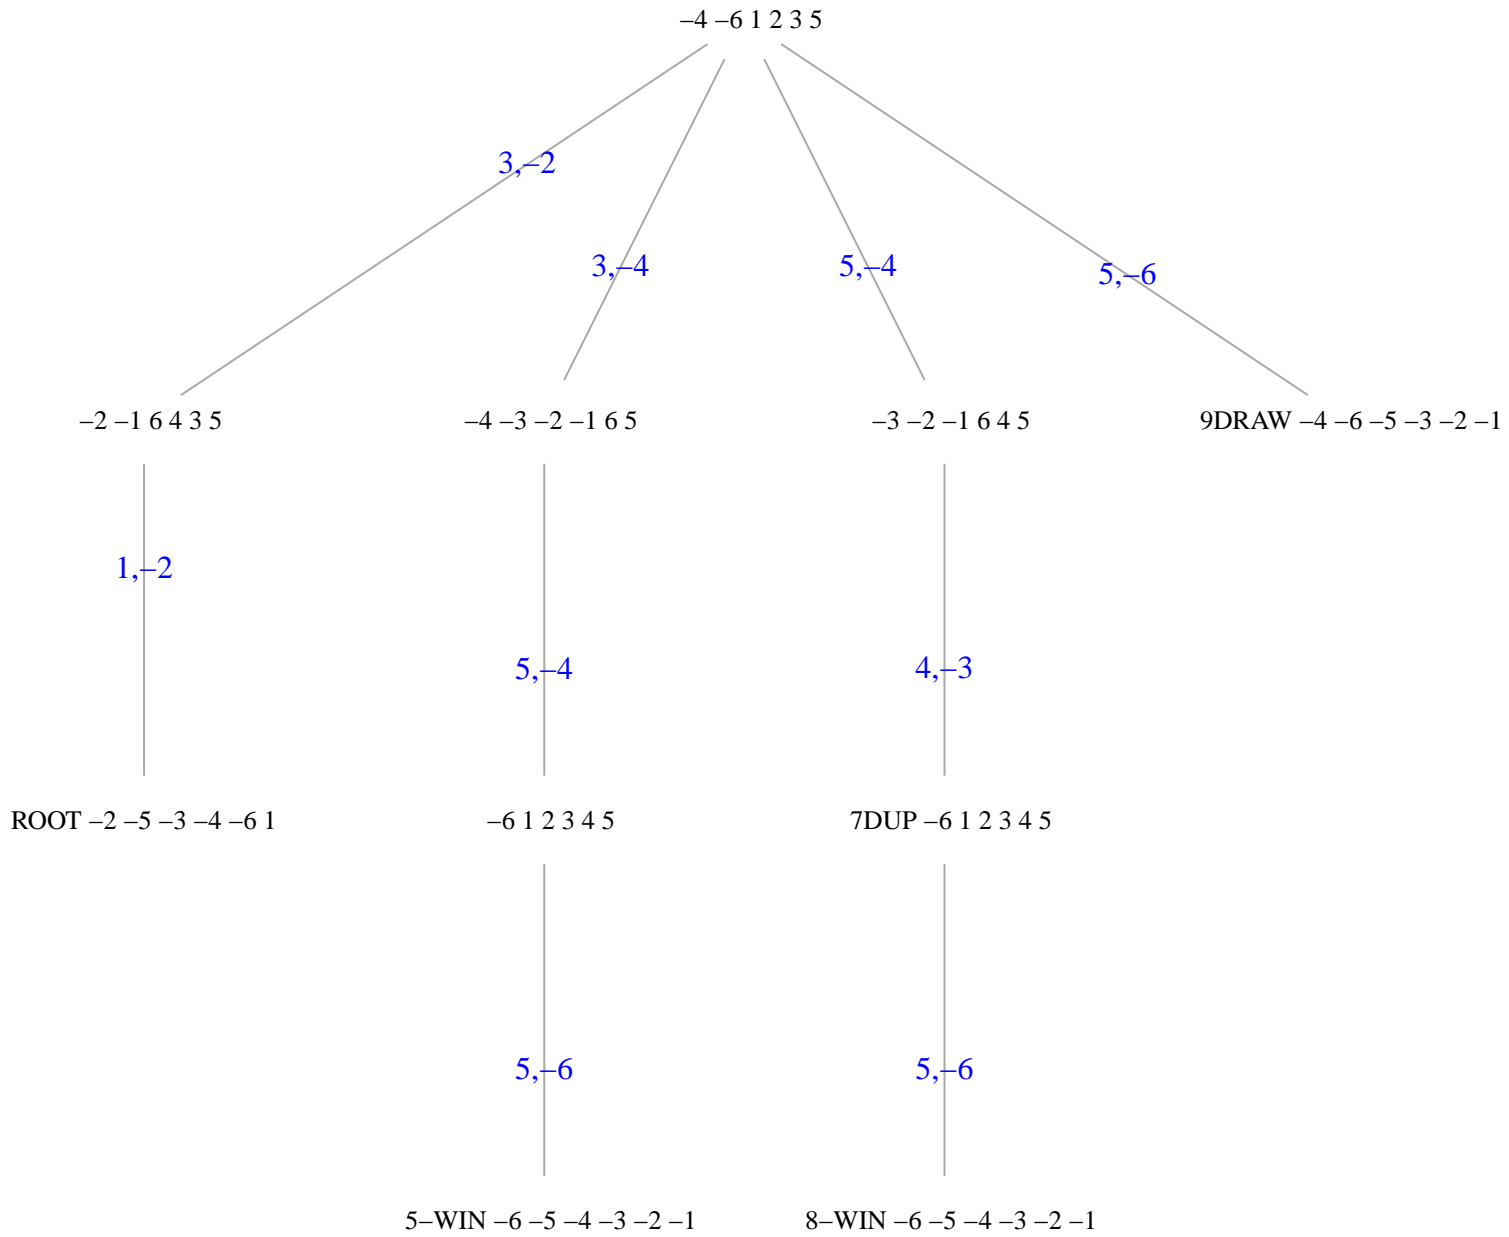 –4 –6 1 2 3 5
3,–2
3,–4
5,–4
5,–6
–2 –1 6 4 3 5
–4 –3 –2 –1 6 5
–3 –2 –1 6 4 5
9DRAW –4 –6 –5 –3 –2 –1
1,–2
5,–4
4,–3
ROOT –2 –5 –3 –4 –6 1
–6 1 2 3 4 5
7DUP –6 1 2 3 4 5
5,–6
5,–6
5–WIN –6 –5 –4 –3 –2 –1
8–WIN –6 –5 –4 –3 –2 –1